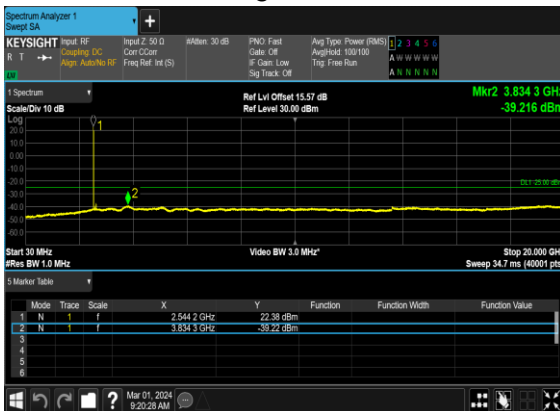 Spectrum Analyzer 1
Swept SA
KEYSIGHT Input: RF Input Z: 50 Ω #Atten: 30 dB PNO: Fast Avg Type: Power (RMS) 1 2 3 4 5 6
R T Coupling: DC Corr CCorr Gate: Off Avg|Hold: 100/100 A W W W W W
Align: Auto/No RF Freq Ref: Int (S) IF Gain: Low Trig: Free Run
LV Sig Track: Off A N N N N N
1 Spectrum
Ref Lvl Offset 15.57 dB Mkr2 3.834 3 GHz
Scale/Div 10 dB Ref Level 30.00 dBm -39.216 dBm
Log
20.0
10.0
0.00
-10.0
-20.0
-30.0
-40.0
-50.0
-60.0
1
2
DL1 -25.00 dBm
Start 30 MHz Video BW 3.0 MHz* Stop 20.000 GHz
#Res BW 1.0 MHz Sweep 34.7 ms (40001 pts)
5 Marker Table
Mode Trace Scale X Y Function Function Width Function Value
1 N 1 f 2.544 2 GHz 22.38 dBm
2 N 1 f 3.834 3 GHz -39.22 dBm
3
4
5
6
? Mar 01, 2024
9:20:28 AM